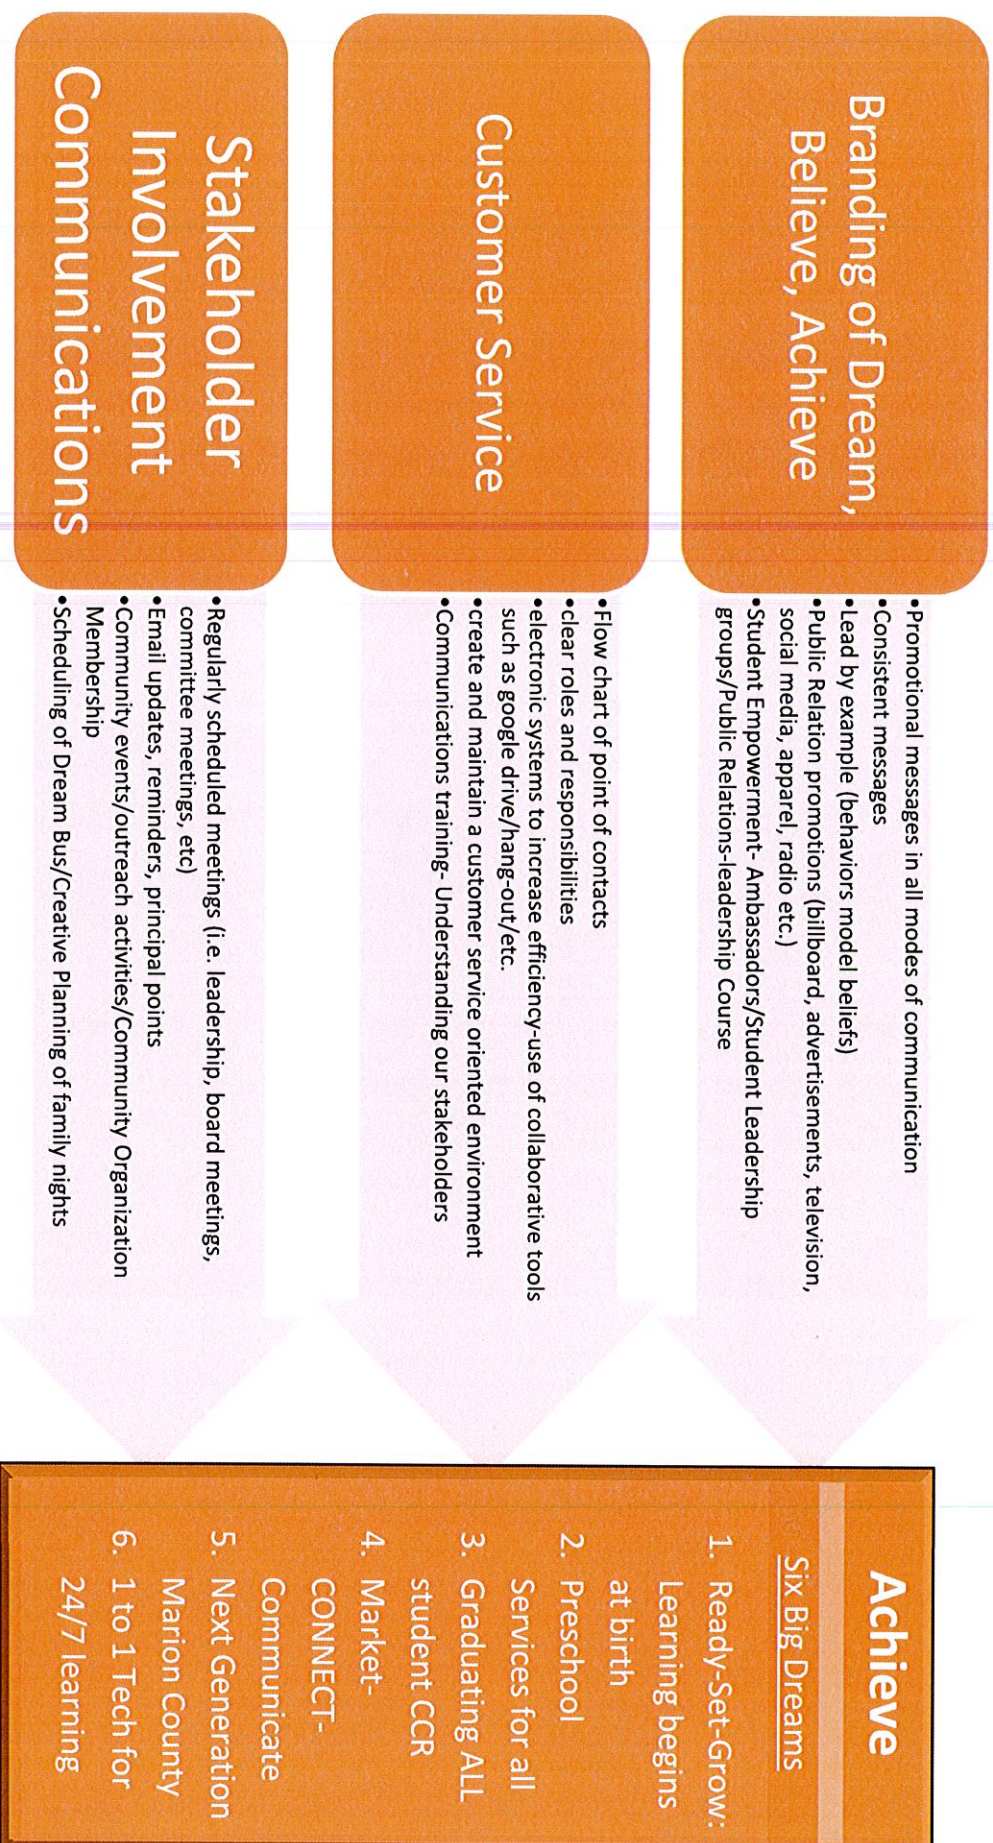 Branding of Dream,
Believe, Achieve
•Promotional messages in all modes of communication
•Consistent messages
•Lead by example (behaviors model beliefs)
•Public Relation promotions (billboard, advertisements, television,
social media, apparel, radio etc.)
•Student Empowerment- Ambassadors/Student Leadership
groups/Public Relations-leadership Course
Customer Service
•Flow chart of point of contacts
•clear roles and responsibilities
•electronic systems to increase efficiency-use of collaborative tools
such as google drive/hang-out/etc.
•create and maintain a customer service oriented environment
•Communications training- Understanding our stakeholders
Stakeholder
Involvement
Communications
•Regularly scheduled meetings (i.e. leadership, board meetings,
committee meetings, etc)
•Email updates, reminders, principal points
•Community events/outreach activities/Community Organization
Membership
•Scheduling of Dream Bus/Creative Planning of family nights
Achieve
Six Big Dreams
1. Ready-Set-Grow:
Learning begins
at birth
2. Preschool
Services for all
3. Graduating ALL
student CCR
4. Market-
CONNECT-
Communicate
5. Next Generation
Marion County
6. 1 to 1 Tech for
24/7 learning